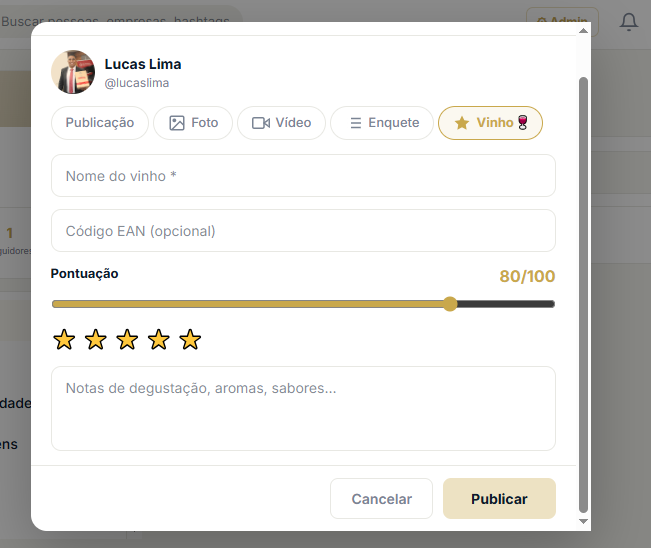 Buscar pessoas, empresas, hashtags
Admin
Lucas Lima
@lucaslima
Publicação
Foto
Vídeo
Enquete
Vinho🍷
Nome do vinho *
1
Código EAN (opcional)
guidores
Pontuação
80/100
Notas de degustação, aromas, sabores...
dade
ens
Cancelar
Publicar